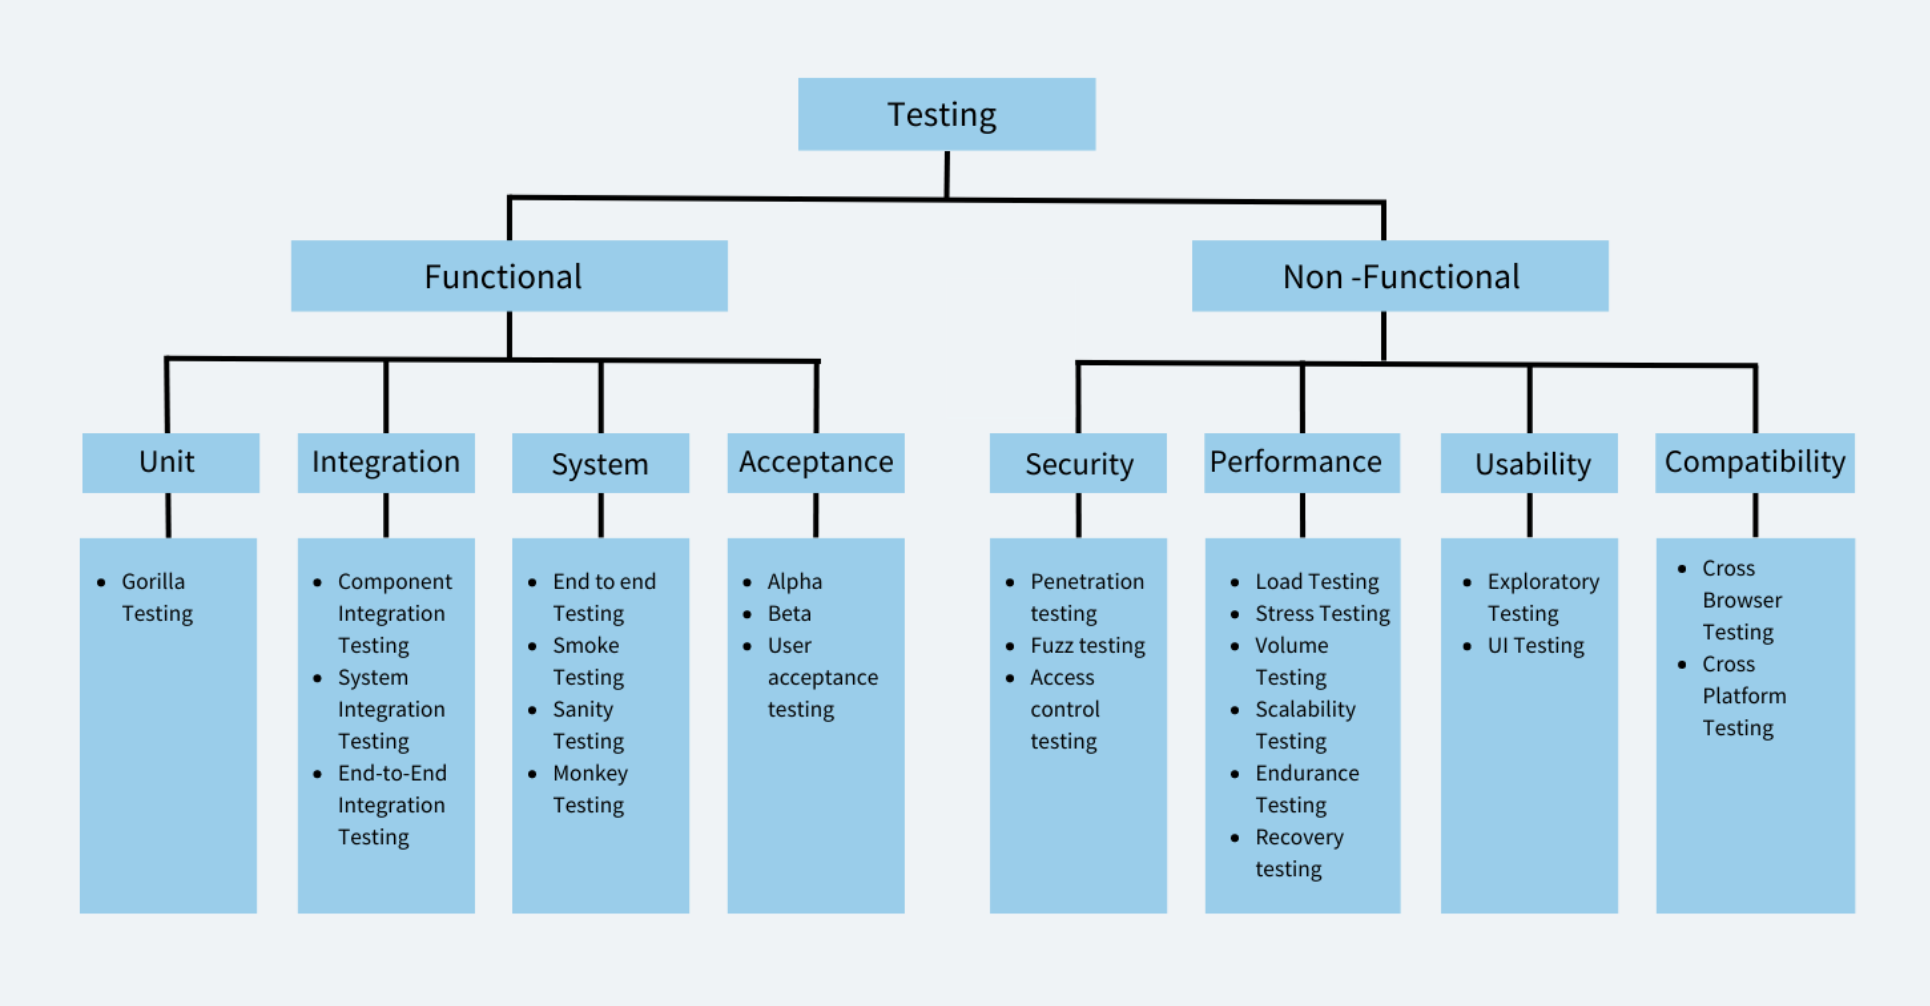 Testing
Functional
Non -Functional
Unit
Integration
System
Acceptance
Security
Performance
Usability
Compatibility
• Gorilla
Testing
• Component
Integration
Testing
• System
Integration
Testing
• End-to-End
Integration
Testing
• End to end
Testing
• Smoke
Testing
• Sanity
Testing
• Monkey
Testing
• Alpha
• Beta
• User
acceptance
testing
• Penetration
testing
• Fuzz testing
• Access
control
testing
• Load Testing
• Stress Testing
• Volume
Testing
• Scalability
Testing
• Endurance
Testing
• Recovery
testing
• Exploratory
Testing
• UI Testing
• Cross
Browser
Testing
• Cross
Platform
Testing